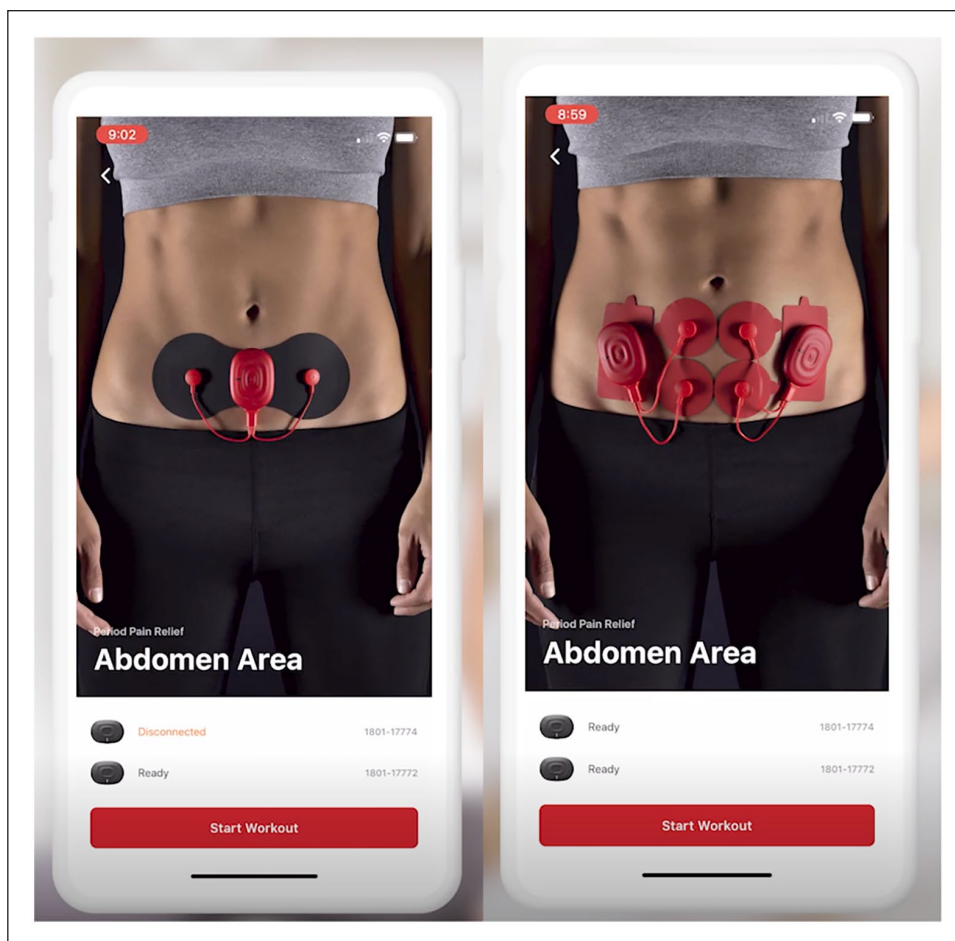 9:02
Period Pain Relief
Abdomen Area
Disconnected 1801-17774
Ready 1801-17772
Start Workout
8:59
Period Pain Relief
Abdomen Area
Ready 1801-17774
Ready 1801-17772
Start Workout